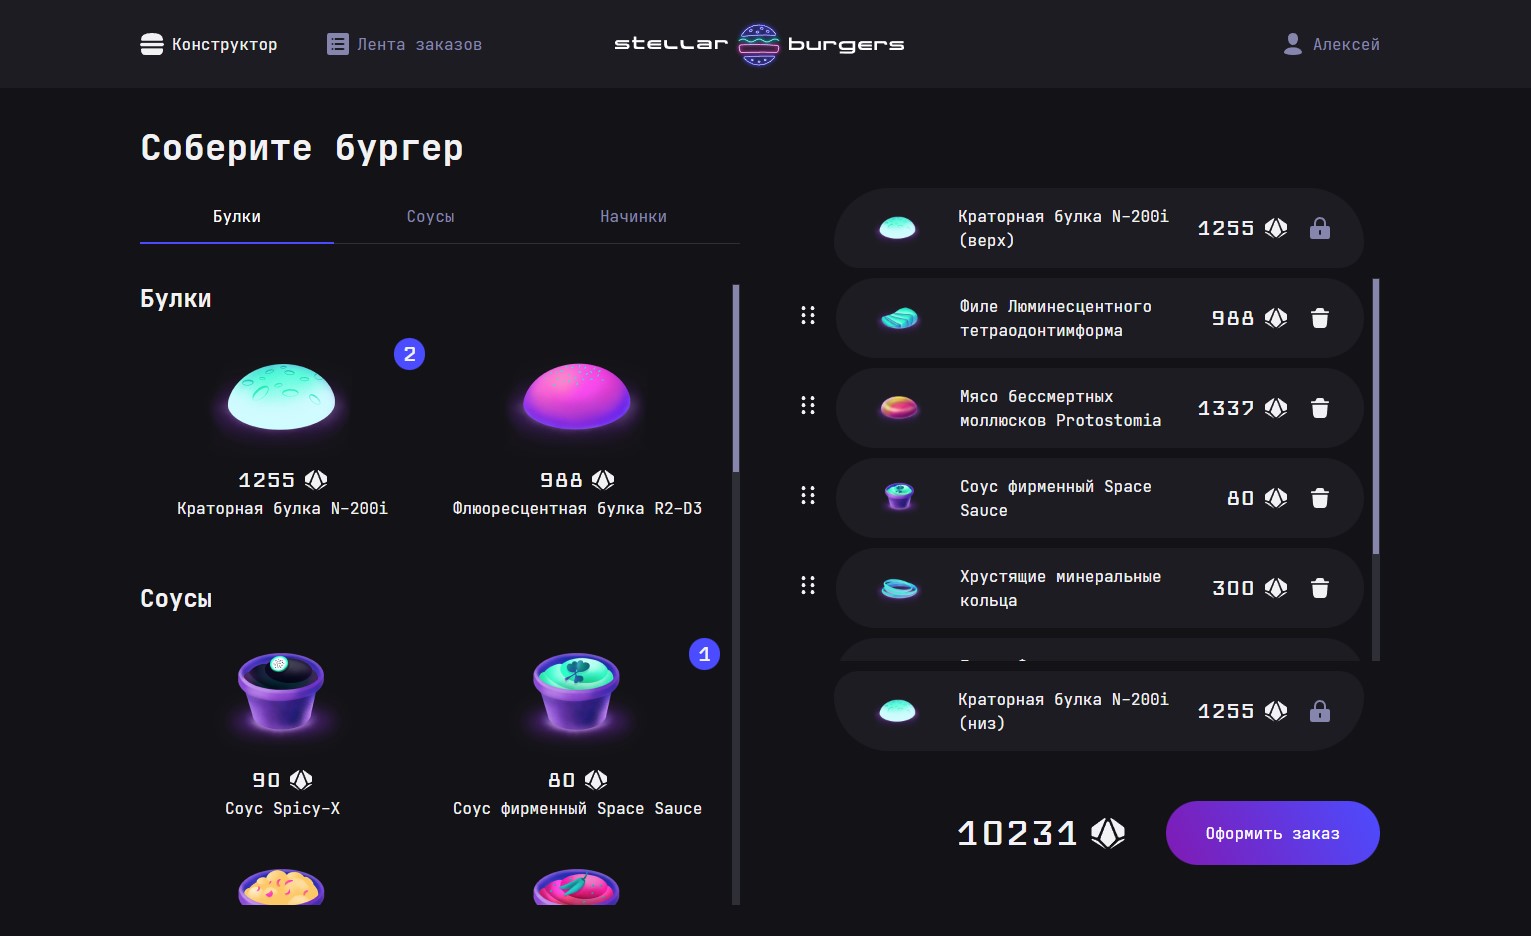 Конструктор
Лента заказов
stellar burgers
Алексей
Соберите бургер
Булки
Соусы
Начинки
Булки
2
1255
Краторная булка N-200i
988
Флюоресцентная булка R2-D3
Соусы
1
90
Соус Spicy-X
80
Соус фирменный Space Sauce
Краторная булка N-200i
(верх)
1255
Филе Люминесцентного
тетраодонтимформа
988
Мясо бессмертных
моллюсков Protostomia
1337
Соус фирменный Space
Sauce
80
Хрустящие минеральные
кольца
300
Краторная булка N-200i
(низ)
1255
10231
Оформить заказ